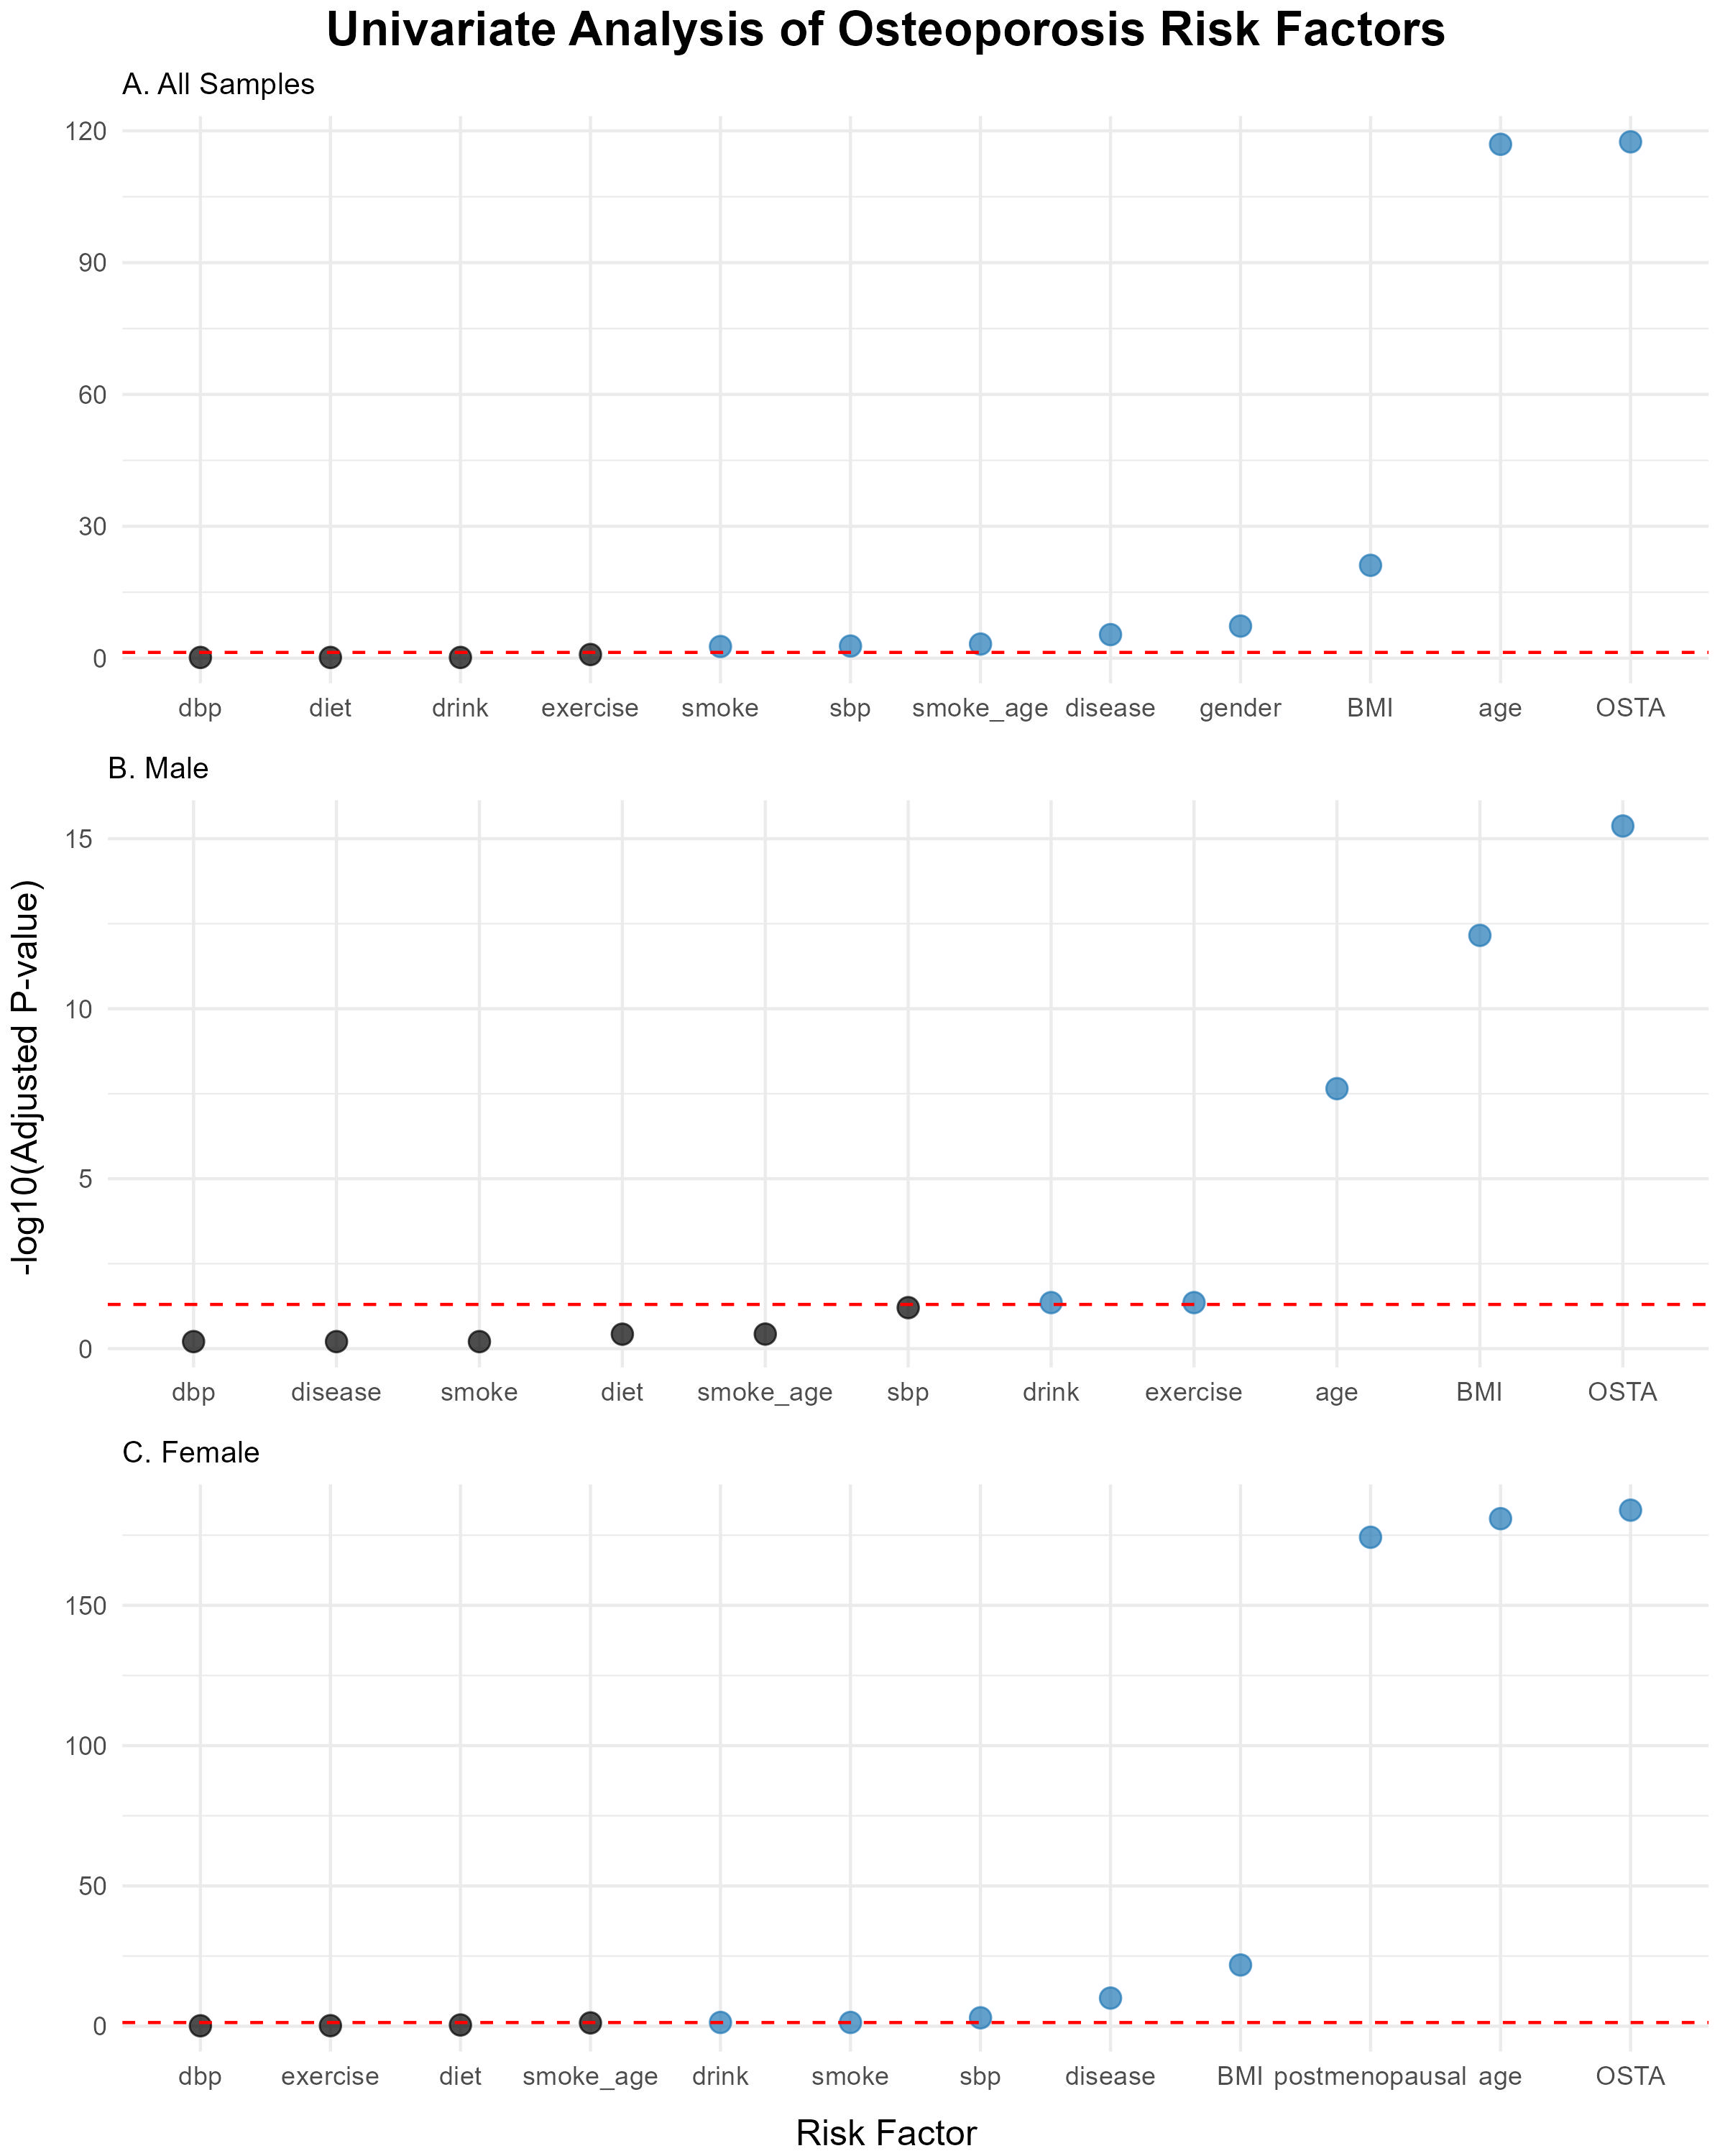 Univariate Analysis of Osteoporosis Risk Factors
A. All Samples
120
90
60
30
0
dbp diet drink exercise smoke sbp smoke_age disease gender BMI age OSTA
B. Male
-log10(Adjusted P-value)
15
10
5
0
dbp disease smoke diet smoke_age sbp drink exercise age BMI OSTA
C. Female
150
100
50
0
dbp exercise diet smoke_age drink smoke sbp disease BMI postmenopausal age OSTA
Risk Factor